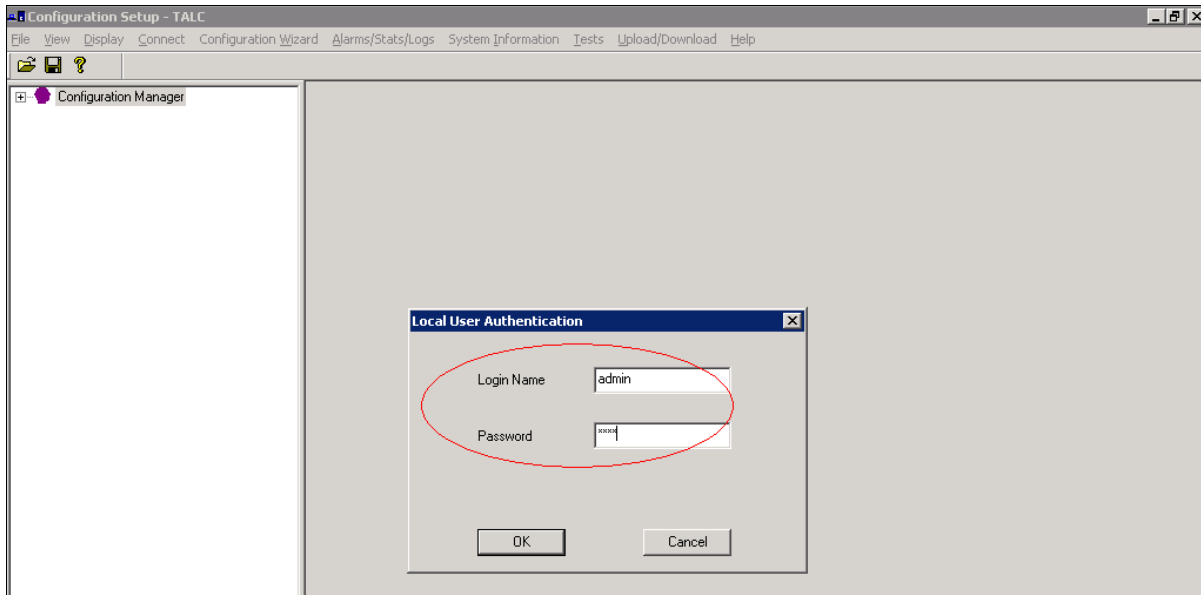 Configuration Setup - TALC
File View Display Connect Configuration Wizard Alarms/Stats/Logs System Information Tests Upload/Download Help
Configuration Manager
Local User Authentication
Login Name admin
Password ****
OK Cancel